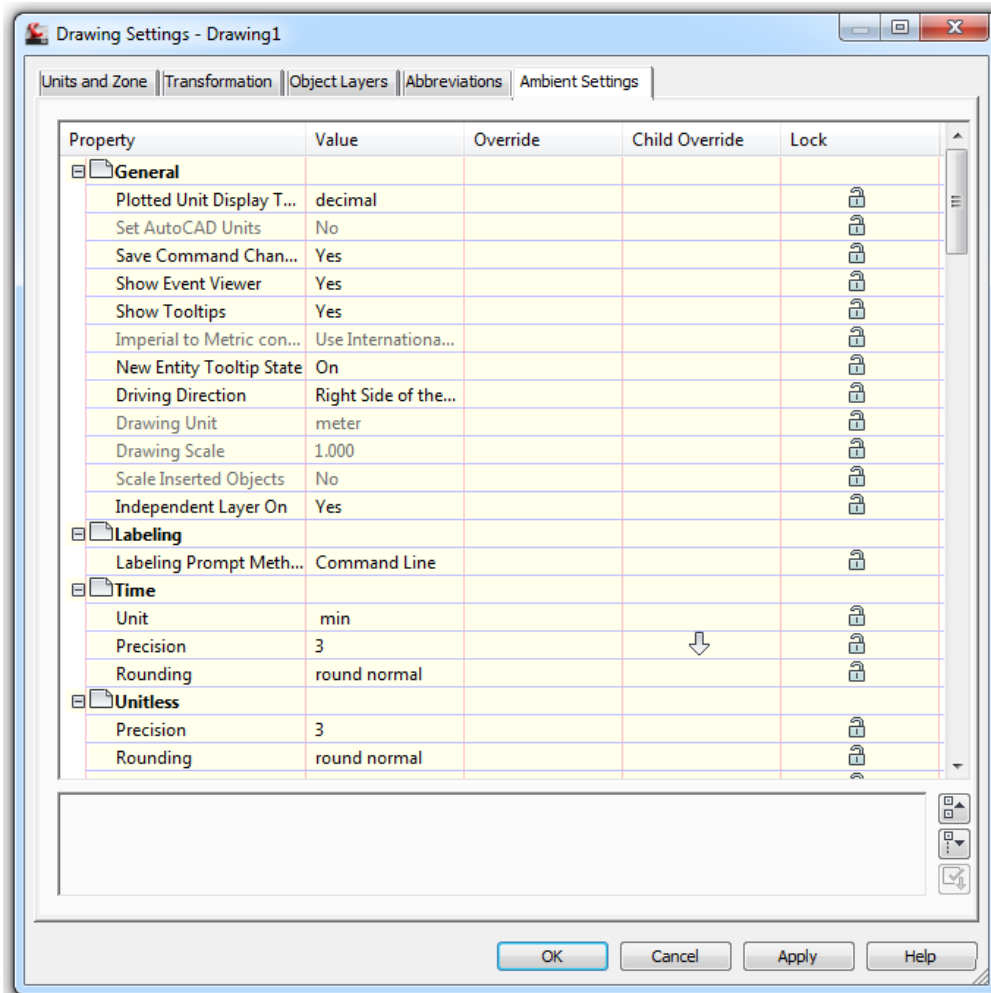 Drawing Settings - Drawing1
Units and Zone Transformation Object Layers Abbreviations Ambient Settings
Property Value Override Child Override Lock
General
Plotted Unit Display T... decimal
Set AutoCAD Units No
Save Command Chan... Yes
Show Event Viewer Yes
Show Tooltips Yes
Imperial to Metric con... Use Internationa...
New Entity Tooltip State On
Driving Direction Right Side of the...
Drawing Unit meter
Drawing Scale 1.000
Scale Inserted Objects No
Independent Layer On Yes
Labeling
Labeling Prompt Meth... Command Line
Time
Unit min
Precision 3
Rounding round normal
Unitless
Precision 3
Rounding round normal
OK Cancel Apply Help